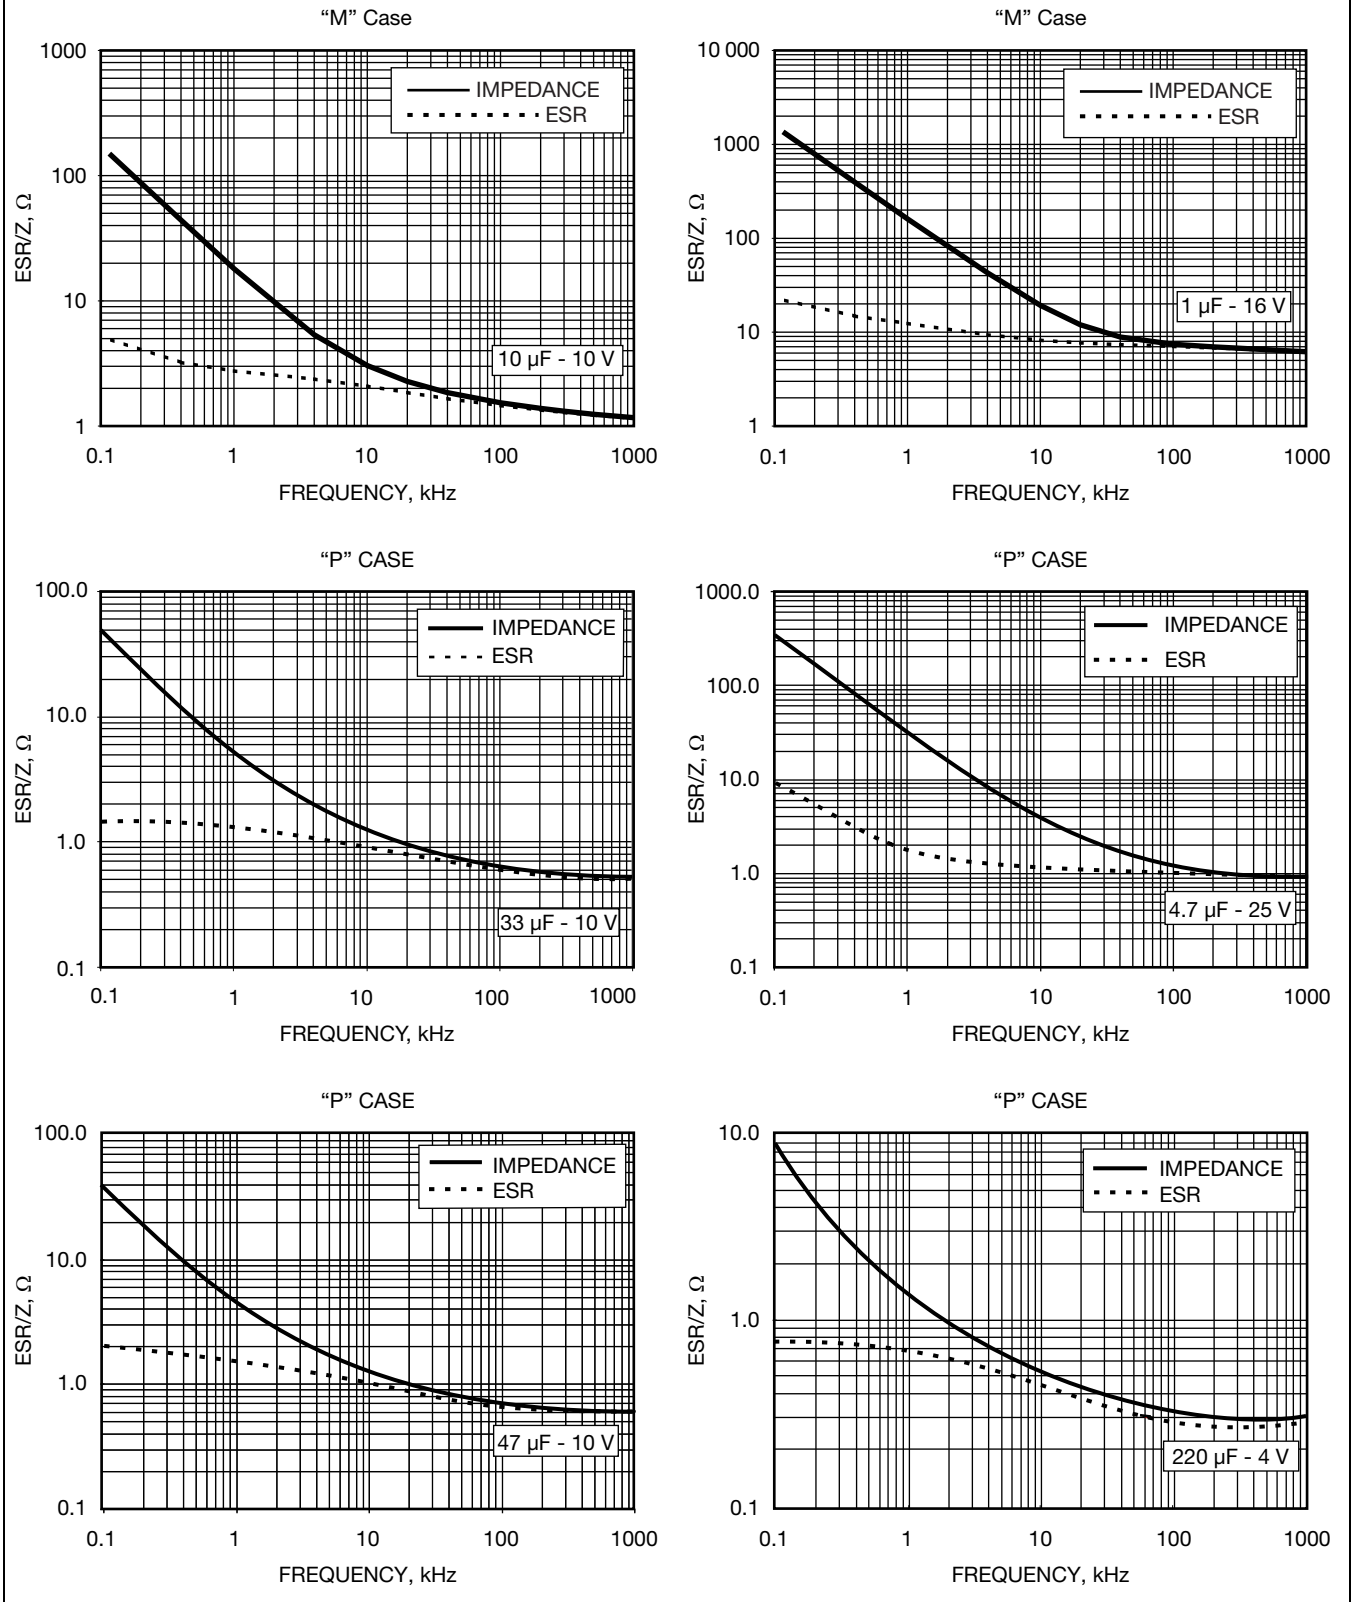 “M” Case
1000
100
10
1
ESR/Z, Ω
IMPEDANCE
ESR
10 µF - 10 V
0.1 1 10 100 1000
FREQUENCY, kHz
“M” Case
10 000
1000
100
10
1
ESR/Z, Ω
IMPEDANCE
ESR
1 µF - 16 V
0.1 1 10 100 1000
FREQUENCY, kHz
“P” CASE
100.0
10.0
1.0
0.1
ESR/Z, Ω
IMPEDANCE
ESR
33 µF - 10 V
0.1 1 10 100 1000
FREQUENCY, kHz
“P” CASE
1000.0
100.0
10.0
1.0
0.1
ESR/Z, Ω
IMPEDANCE
ESR
4.7 µF - 25 V
0.1 1 10 100 1000
FREQUENCY, kHz
“P” CASE
100.0
10.0
1.0
0.1
ESR/Z, Ω
IMPEDANCE
ESR
47 µF - 10 V
0.1 1 10 100 1000
FREQUENCY, kHz
“P” CASE
10.0
1.0
0.1
ESR/Z, Ω
IMPEDANCE
ESR
220 µF - 4 V
0.1 1 10 100 1000
FREQUENCY, kHz